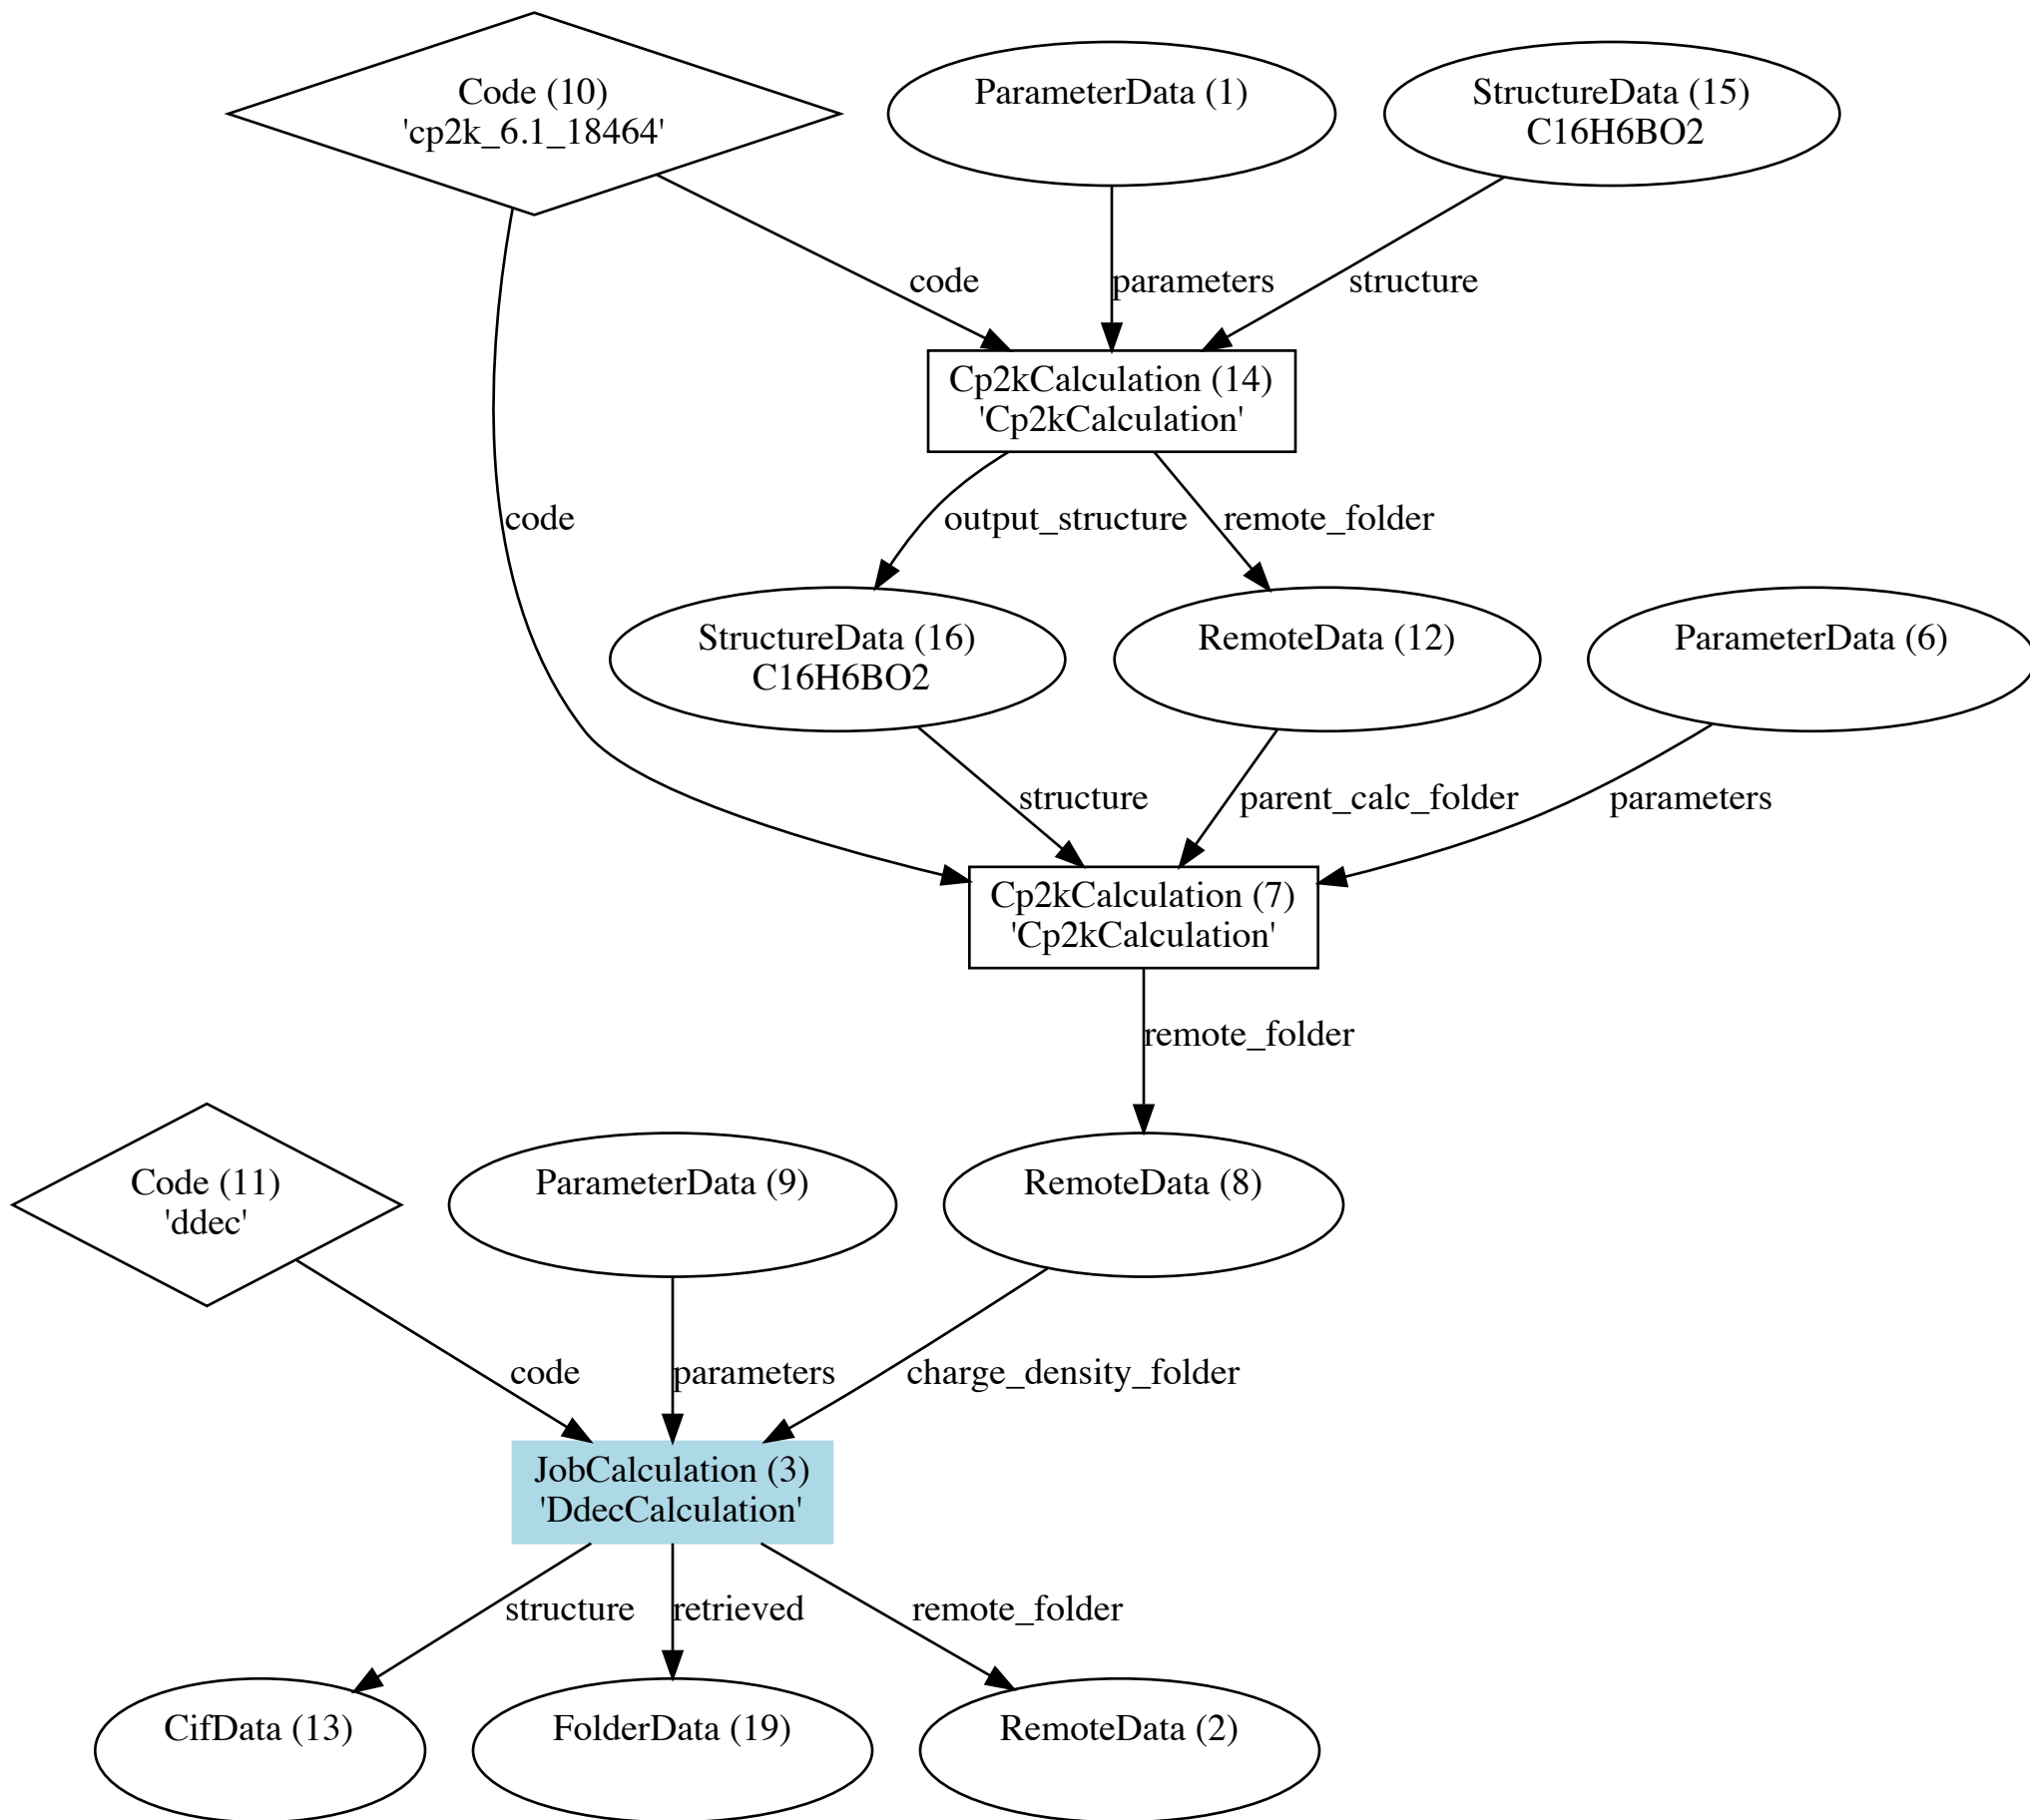 Code (10)
'cp2k_6.1_18464'
ParameterData (1)
StructureData (15)
C16H6BO2
code
parameters
structure
Cp2kCalculation (14)
'Cp2kCalculation'
code
output_structure
remote_folder
StructureData (16)
C16H6BO2
RemoteData (12)
ParameterData (6)
structure
parent_calc_folder
parameters
Cp2kCalculation (7)
'Cp2kCalculation'
remote_folder
Code (11)
'ddec'
ParameterData (9)
RemoteData (8)
code
parameters
charge_density_folder
JobCalculation (3)
'DdecCalculation'
structure
retrieved
remote_folder
CifData (13)
FolderData (19)
RemoteData (2)